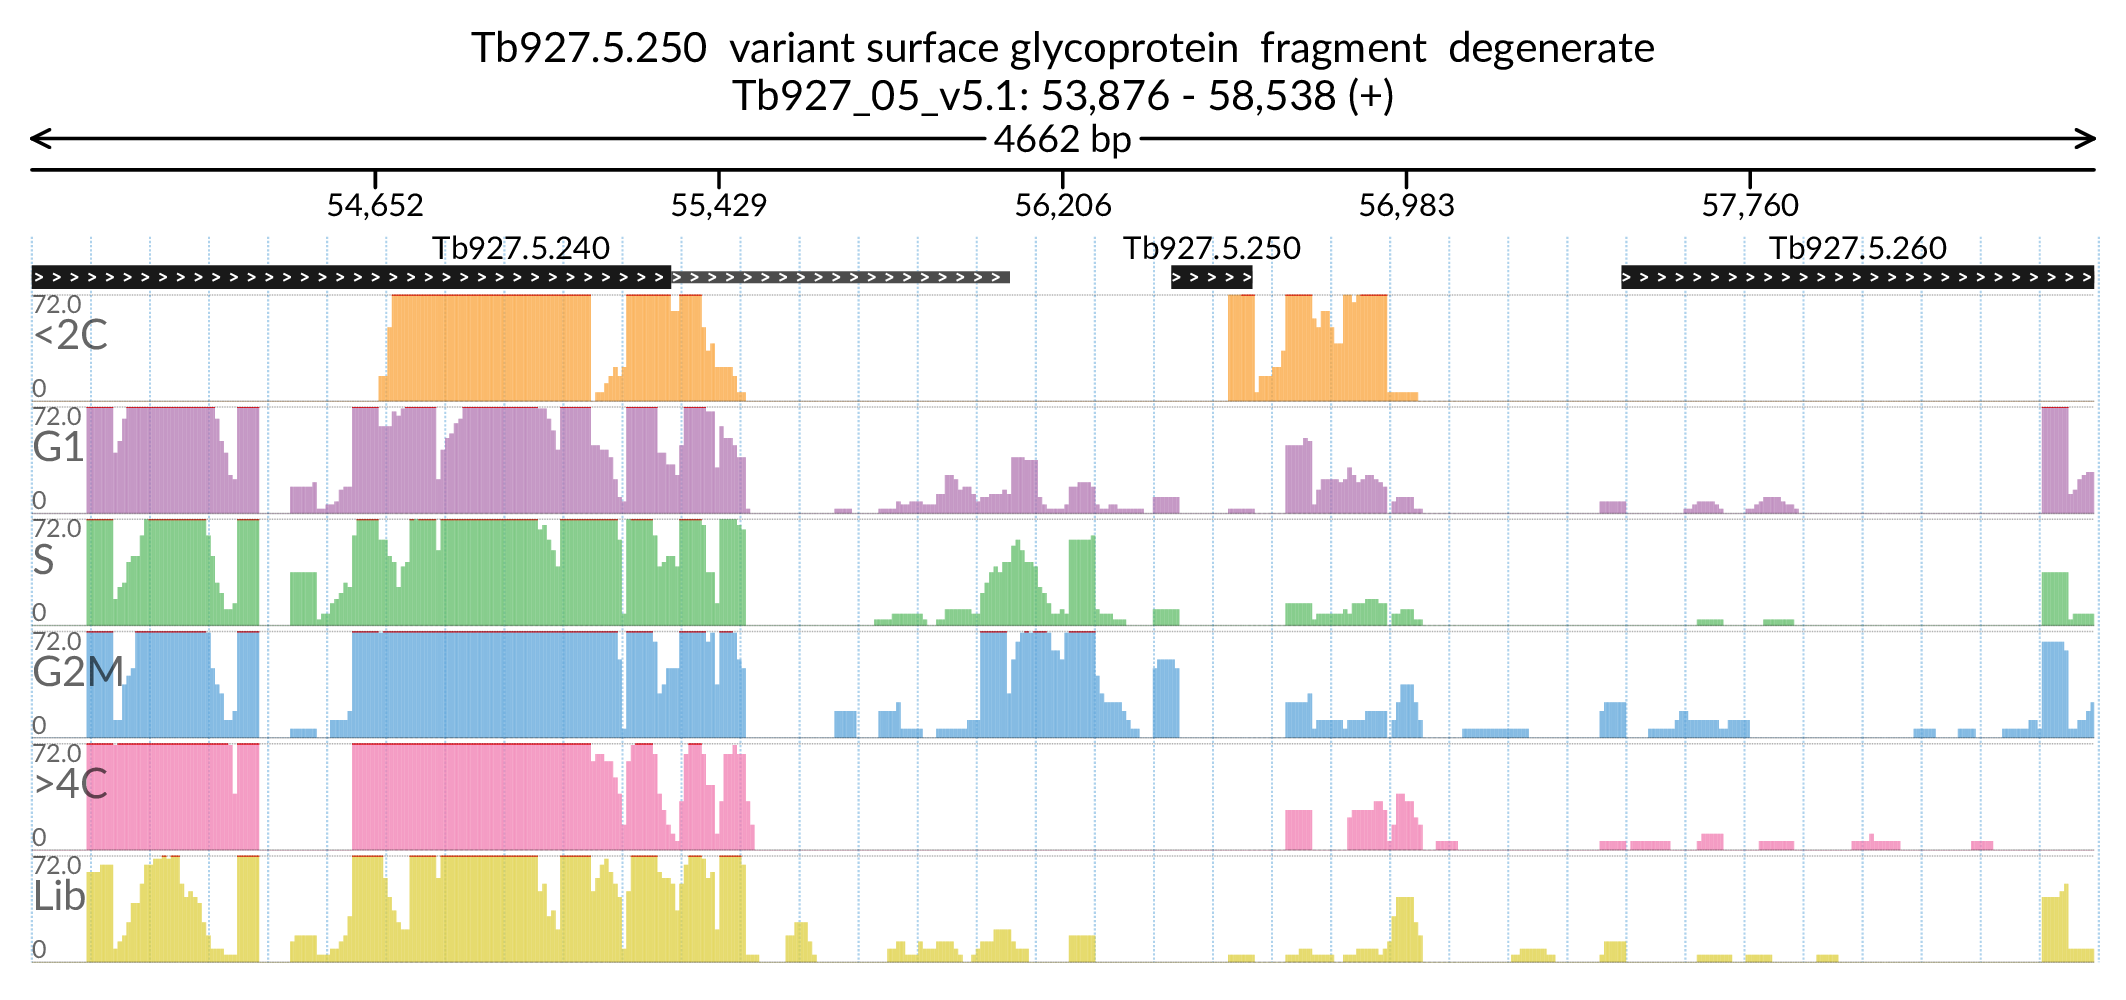 Tb927.5.250 variant surface glycoprotein fragment degenerate
Tb927_05_v5.1: 53,876 - 58,538 (+)
4662 bp
54,652 55,429 56,206 56,983 57,760
Tb927.5.240 Tb927.5.250 Tb927.5.260
72.0
<2C
0
72.0
G1
0
72.0
S
0
72.0
G2M
0
72.0
>4C
0
72.0
Lib
0